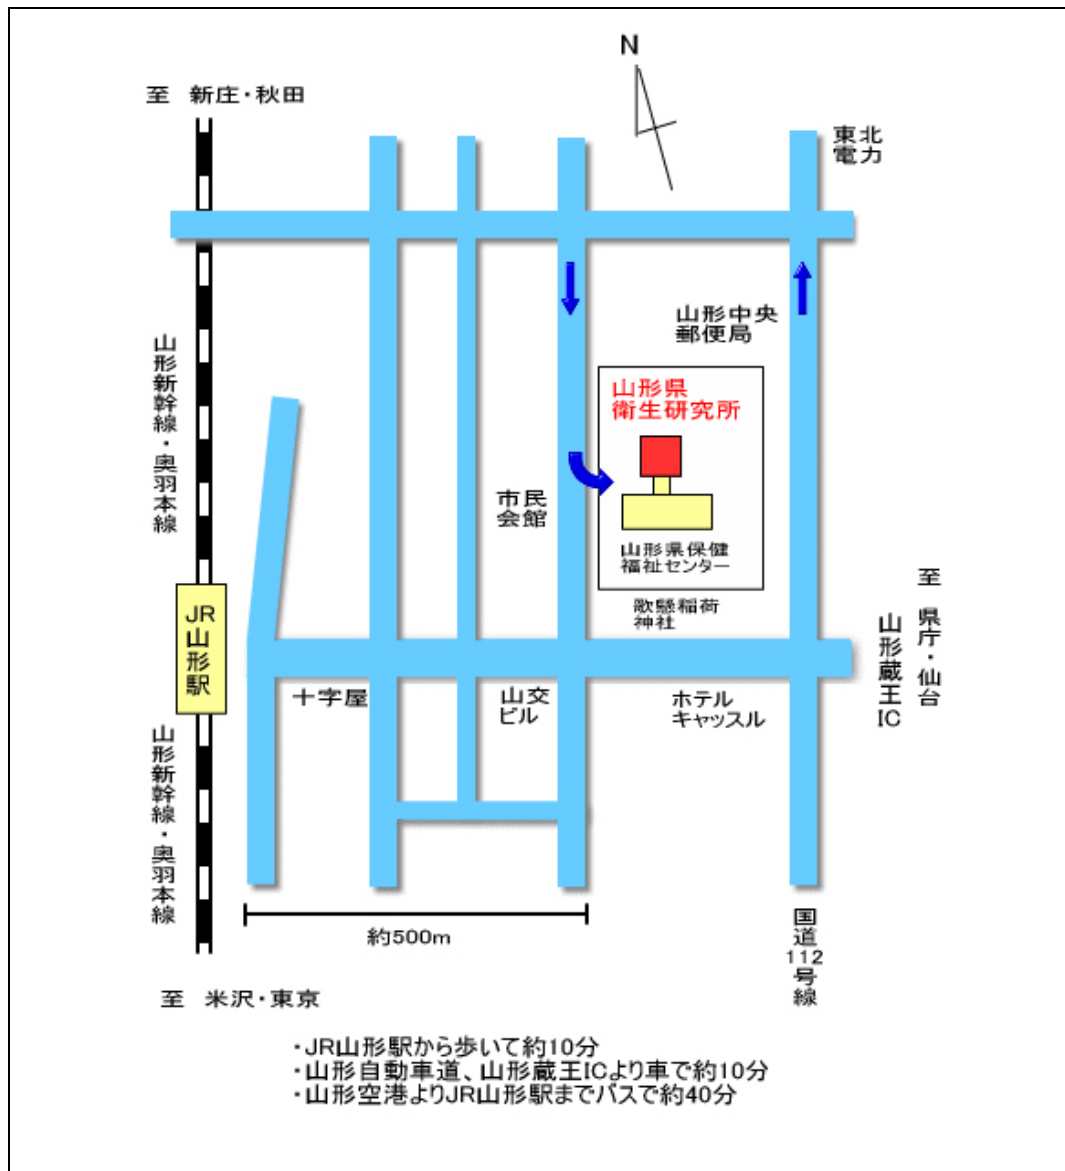 N
至 新庄・秋田
東北
電力
山形中央
郵便局
山形新幹線・奥羽本線
山形県
衛生研究所
市民
会館
山形県保健
福祉センター
歌懸稲荷
神社
JR山形駅
至 県庁・仙台
山形蔵王IC
十字屋
山交
ビル
ホテル
キャッスル
山形新幹線・奥羽本線
約500m
国道112号線
至 米沢・東京
・JR山形駅から歩いて約10分
・山形自動車道、山形蔵王ICより車で約10分
・山形空港よりJR山形駅までバスで約40分